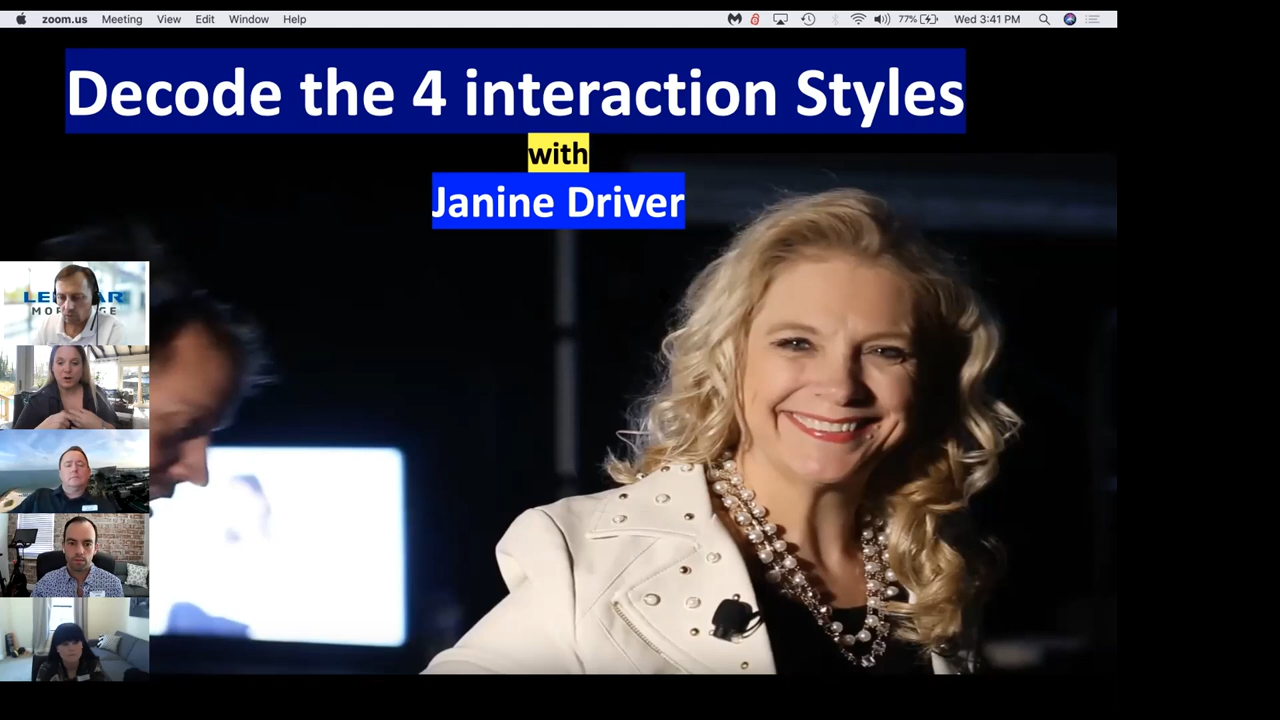 zoom.us Meeting View Edit Window Help 77% Wed 3:41 PM
Decode the 4 interaction Styles
with
Janine Driver